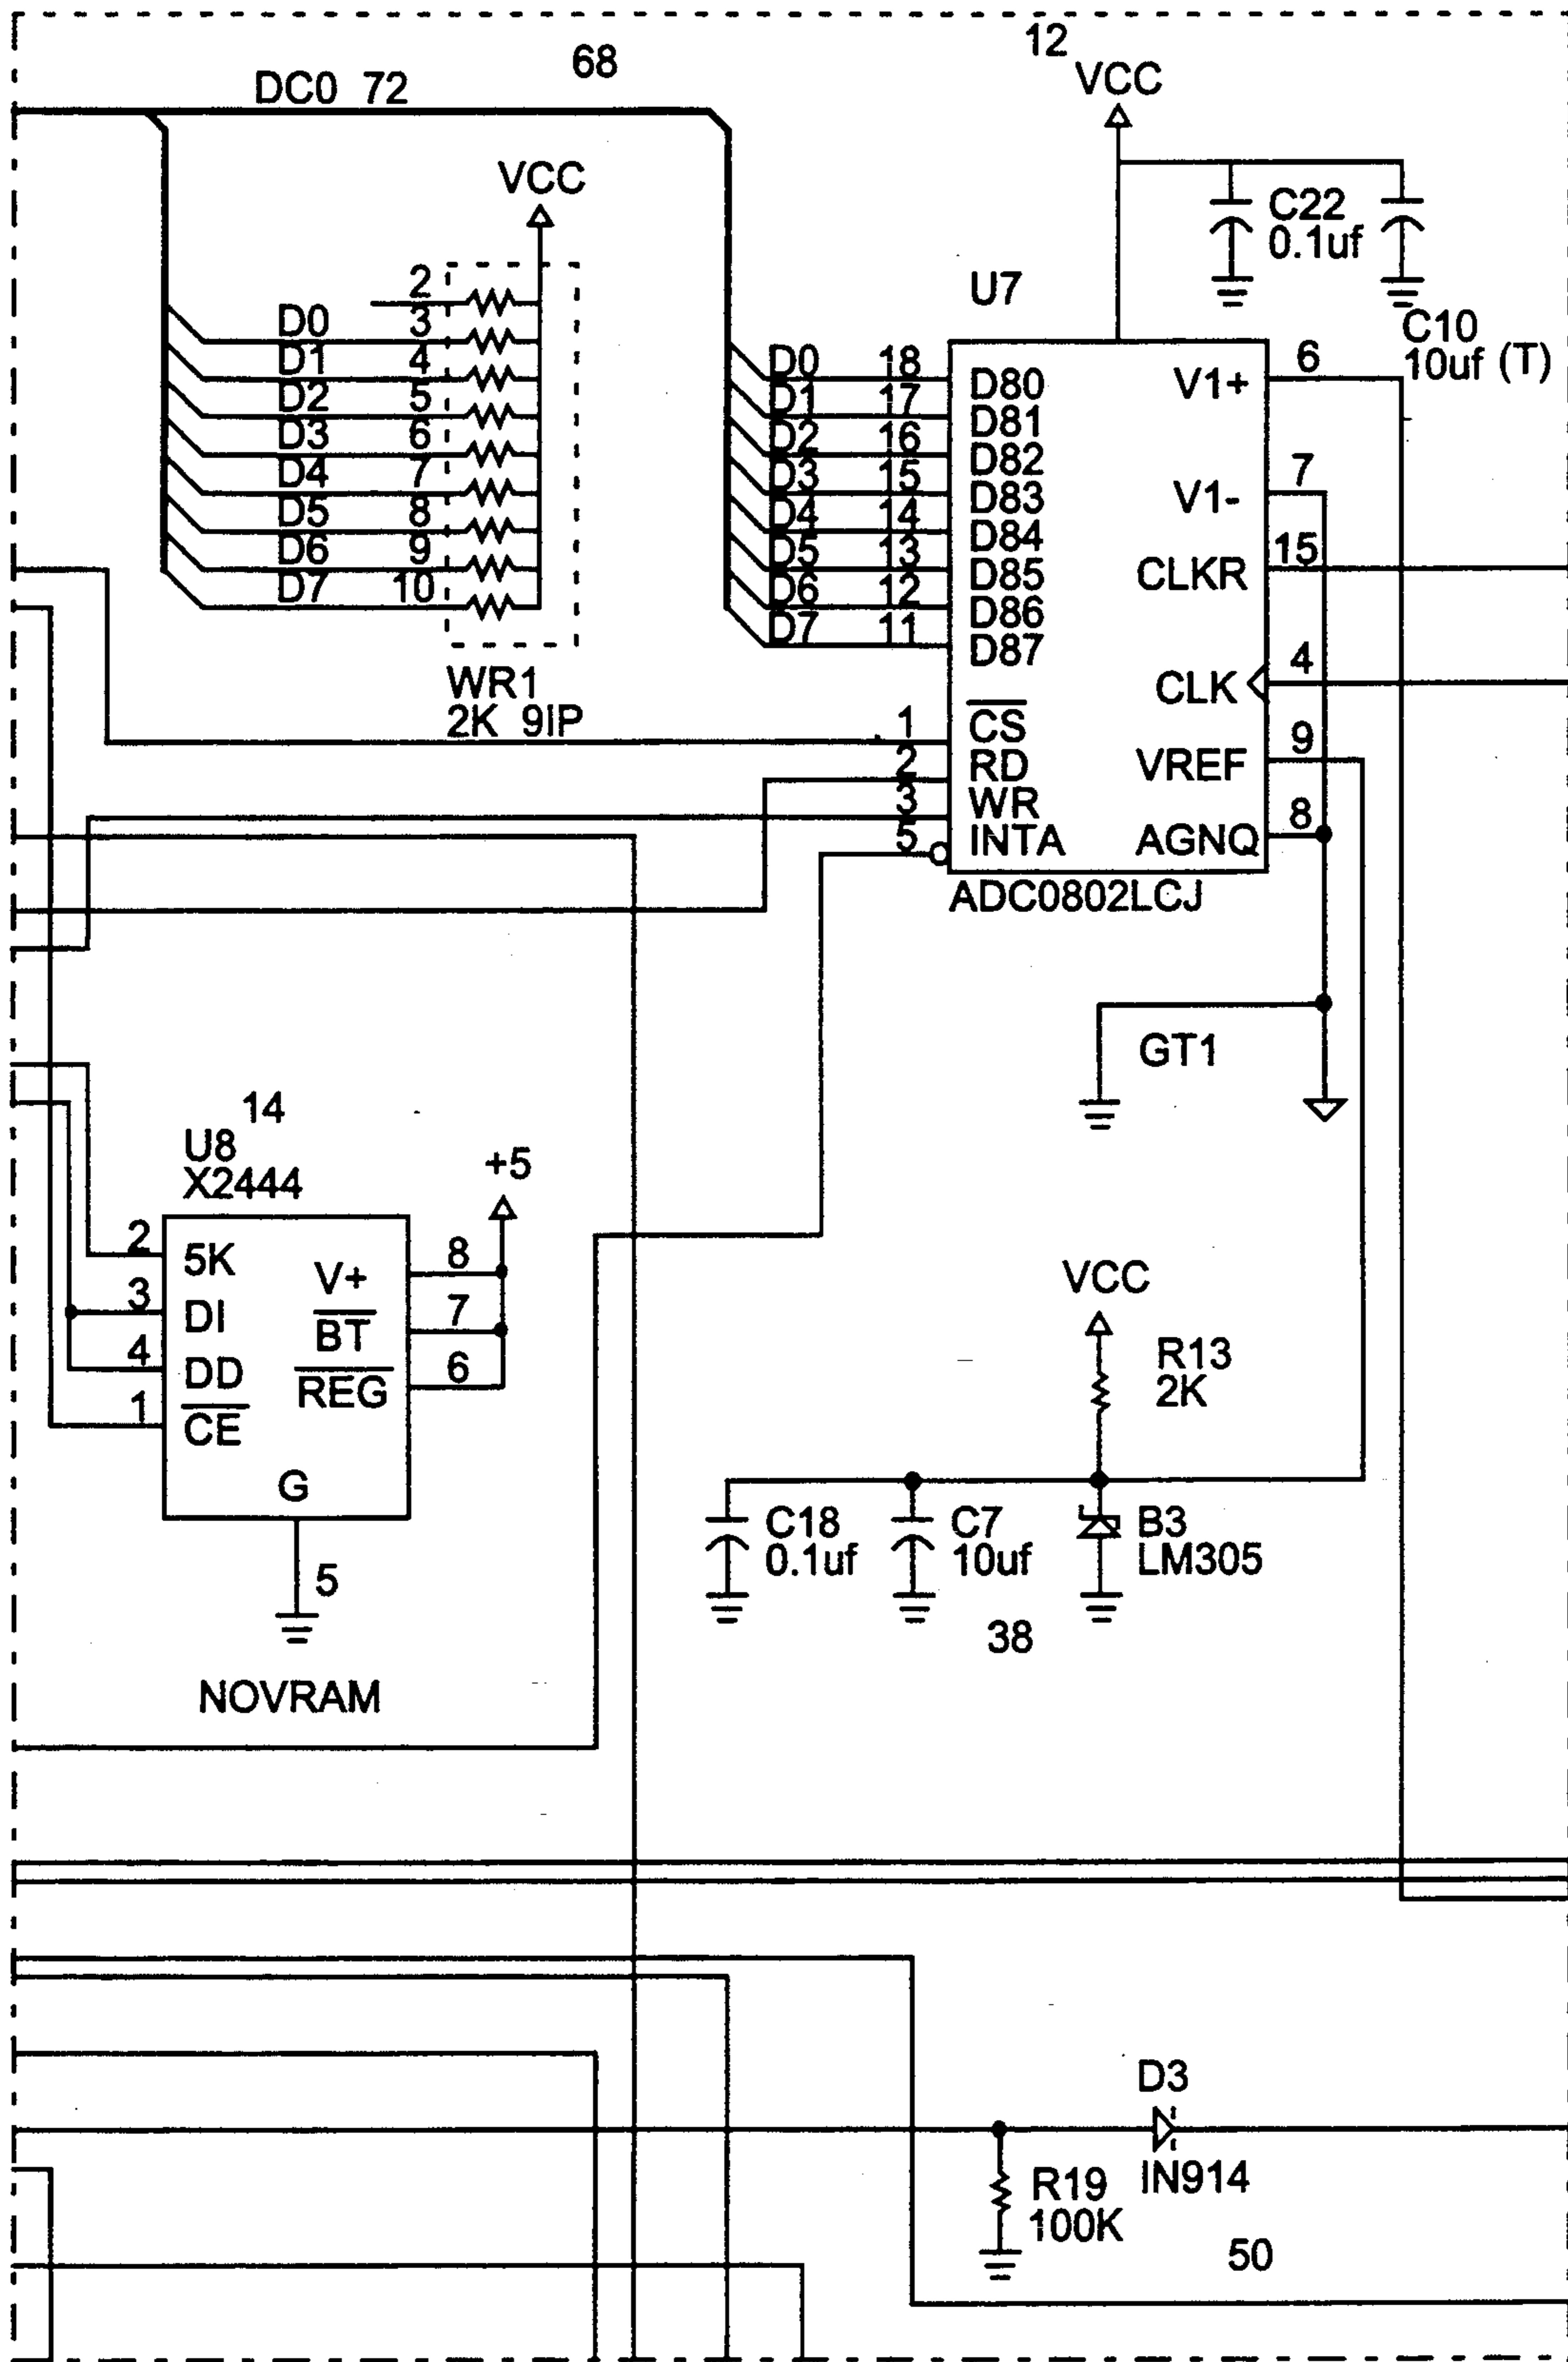 DC0 72
68
12
VCC
VCC
C22
0.1uf
C10
10uf (T)
2
D0 3
D1 4
D2 5
D3 6
D4 7
D5 8
D6 9
D7 10
WR1
2K 9IP
U7
D0 18 D80
D1 17 D81
D2 16 D82
D3 15 D83
D4 14 D84
D5 13 D85
D6 12 D86
D7 11 D87
1 CS
2 RD
3 WR
5 INTA
V1+ 6
V1- 7
CLKR 15
CLK 4
VREF 9
AGNQ 8
ADC0802LCJ
GT1
14
U8
X2444
+5
2 5K
3 DI
4 DD
1 CE
V+ 8
BT 7
REG 6
G
5
NOVRAM
VCC
R13
2K
C18
0.1uf
C7
10uf
B3
LM305
38
D3
IN914
R19
100K
50